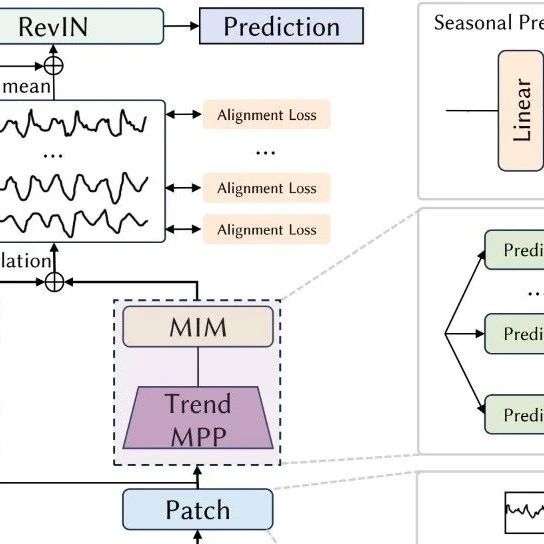 RevIN
Prediction
mean
Alignment Loss
...
...
Alignment Loss
Alignment Loss
lation
MIM
Trend
MPP
Patch
Seasonal Pre
Linear
Predi
...
Predi
Predi